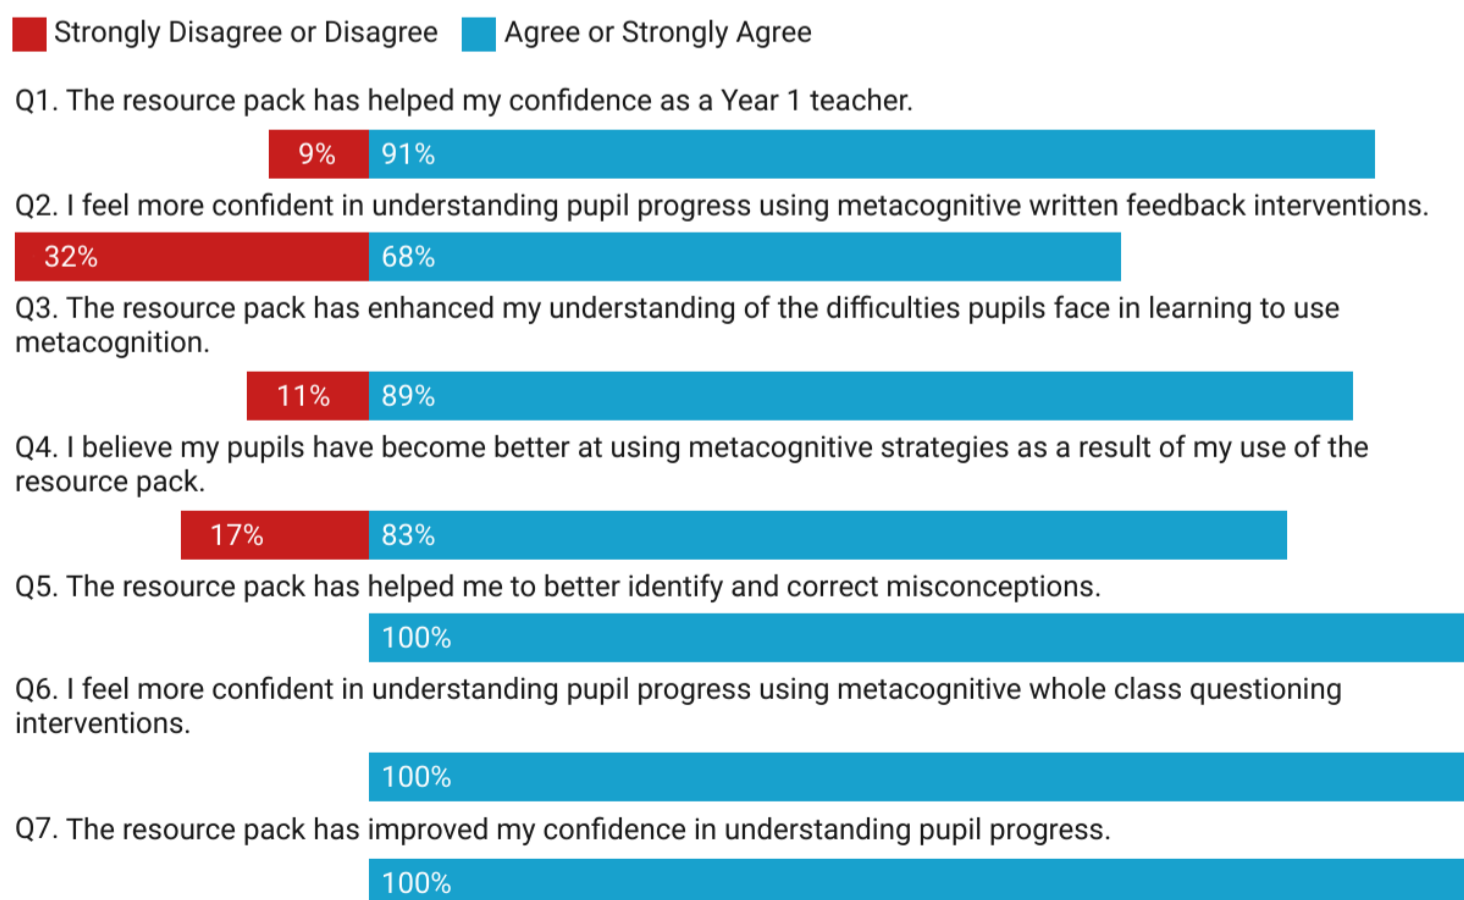 Strongly Disagree or Disagree Agree or Strongly Agree
Q1. The resource pack has helped my confidence as a Year 1 teacher.
9% 91%
Q2. I feel more confident in understanding pupil progress using metacognitive written feedback interventions.
32% 68%
Q3. The resource pack has enhanced my understanding of the difficulties pupils face in learning to use
metacognition.
11% 89%
Q4. I believe my pupils have become better at using metacognitive strategies as a result of my use of the
resource pack.
17% 83%
Q5. The resource pack has helped me to better identify and correct misconceptions.
100%
Q6. I feel more confident in understanding pupil progress using metacognitive whole class questioning
interventions.
100%
Q7. The resource pack has improved my confidence in understanding pupil progress.
100%